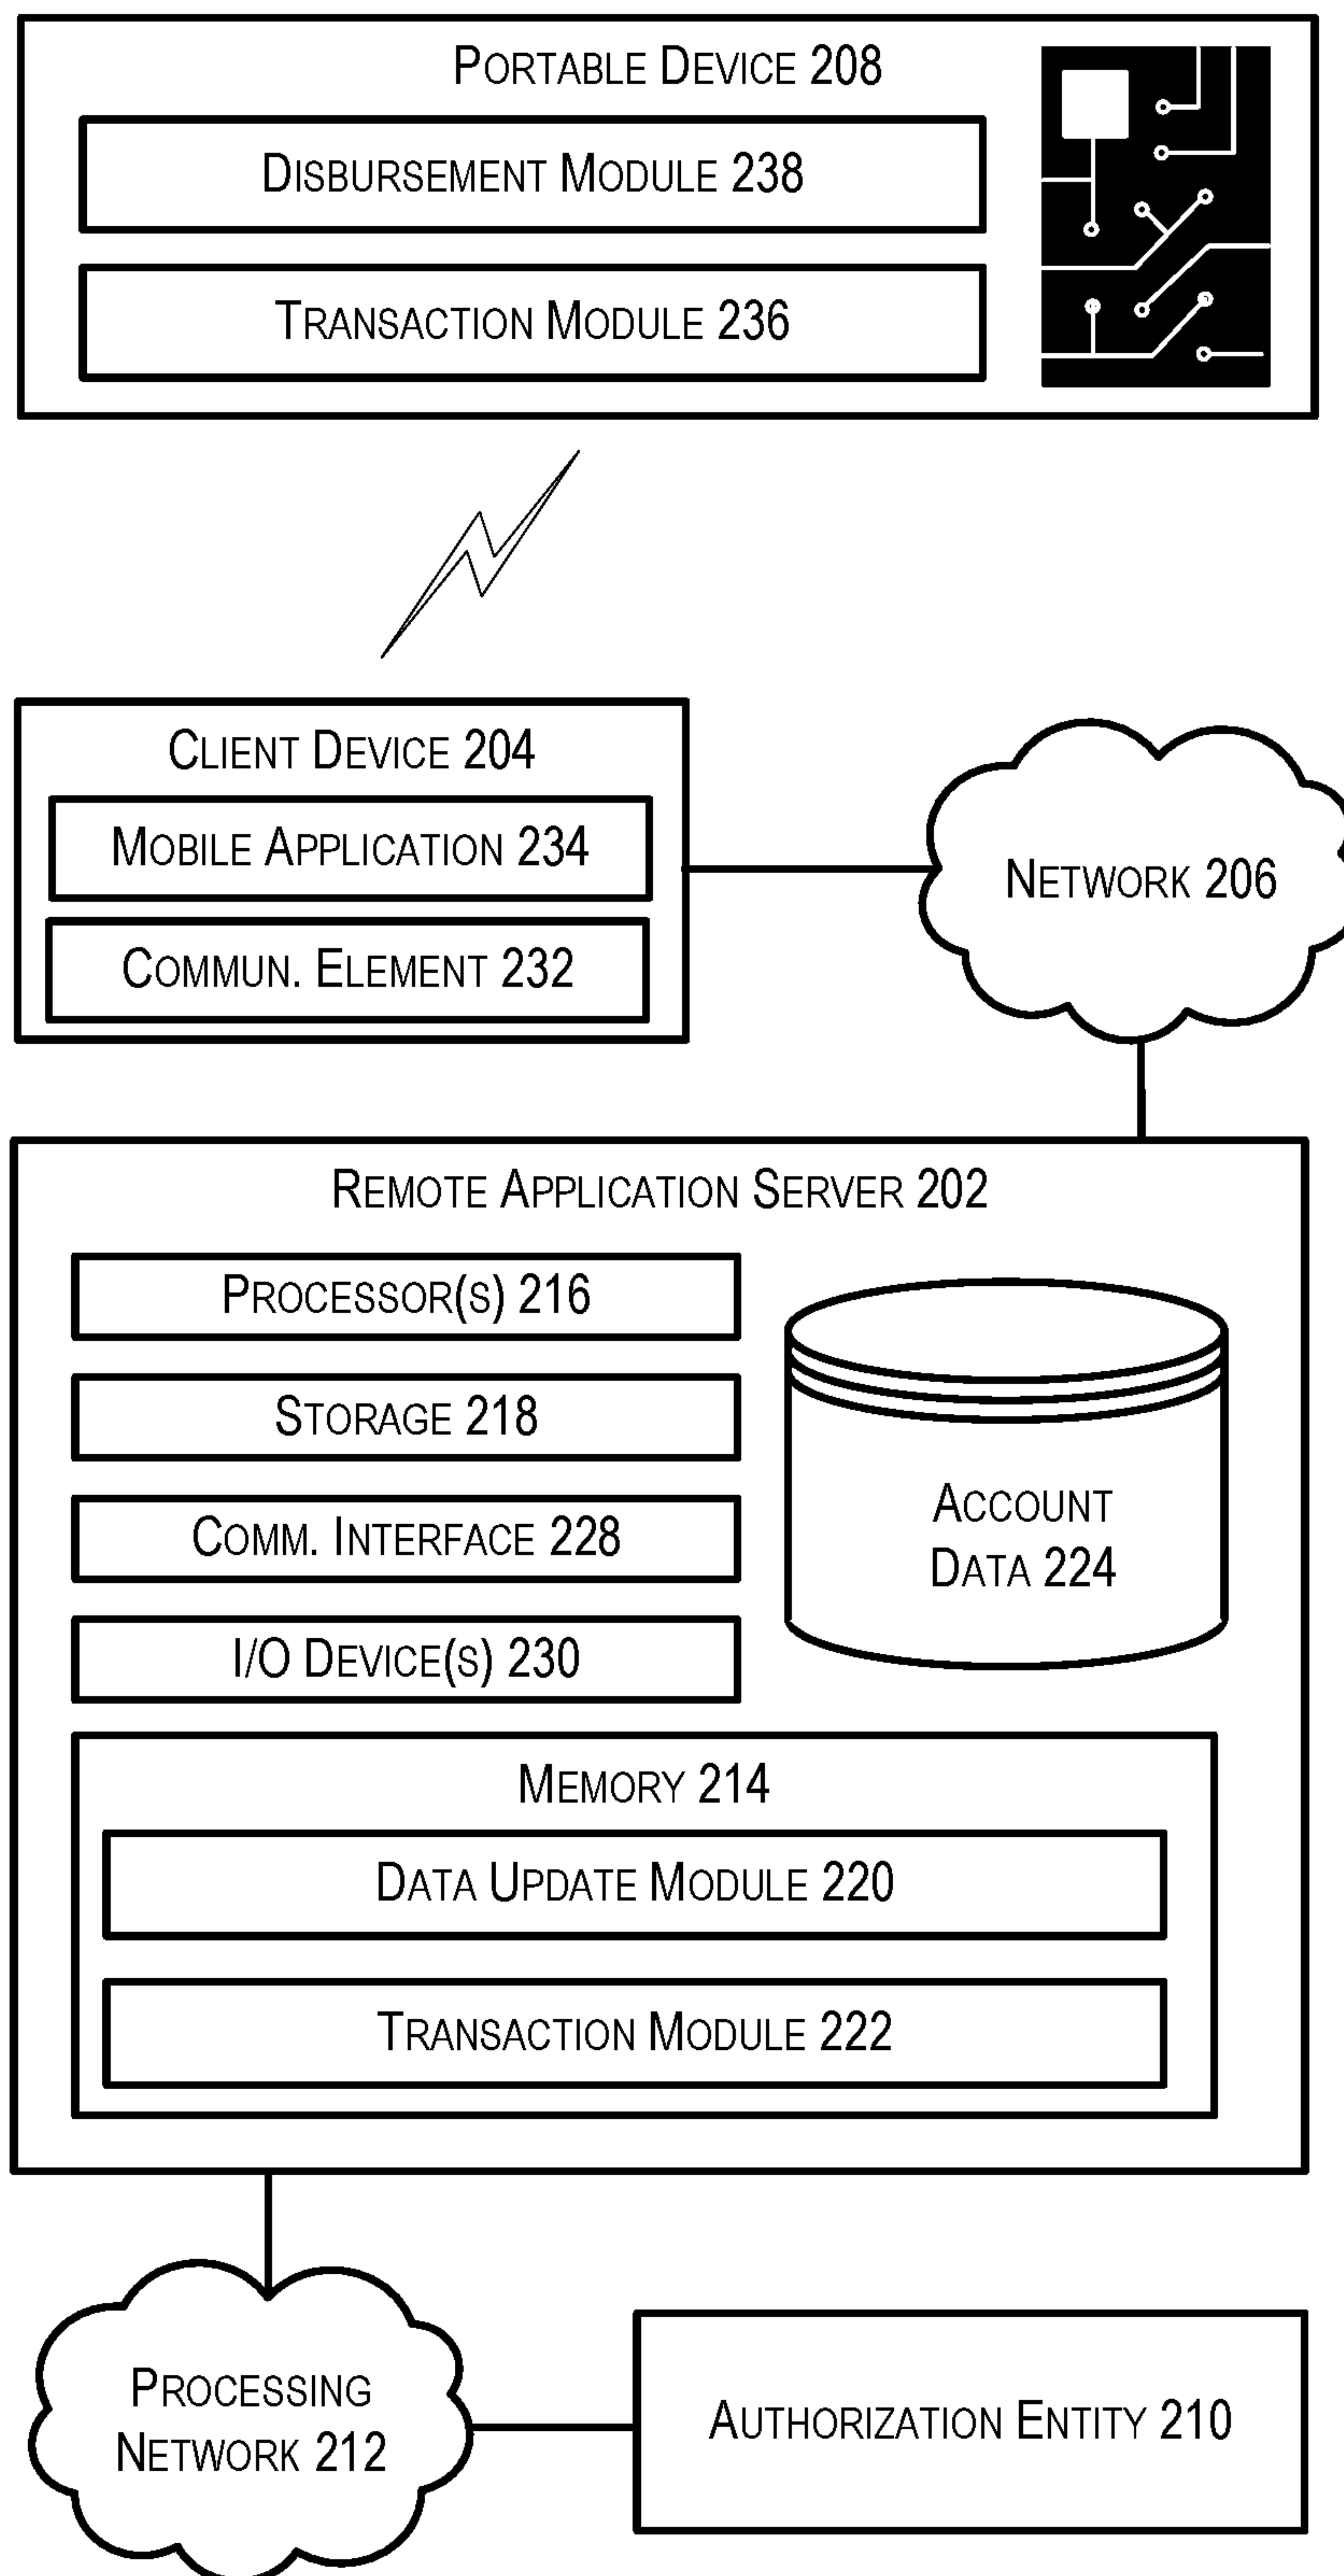 PORTABLE DEVICE 208
DISBURSEMENT MODULE 238
TRANSACTION MODULE 236
CLIENT DEVICE 204
MOBILE APPLICATION 234
COMMUN. ELEMENT 232
NETWORK 206
REMOTE APPLICATION SERVER 202
PROCESSOR(S) 216
STORAGE 218
COMM. INTERFACE 228
I/O DEVICE(S) 230
ACCOUNT
DATA 224
MEMORY 214
DATA UPDATE MODULE 220
TRANSACTION MODULE 222
PROCESSING
NETWORK 212
AUTHORIZATION ENTITY 210